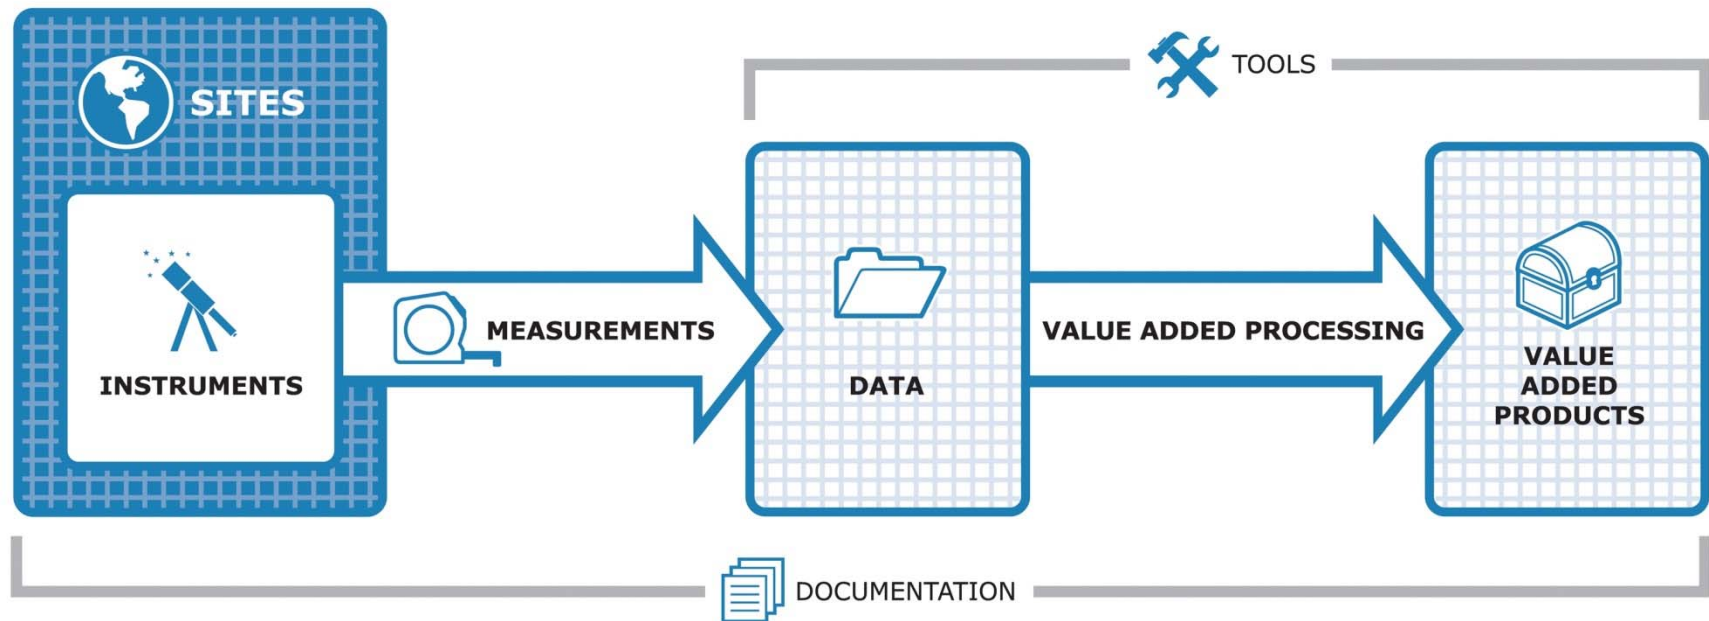 TOOLS
SITES
INSTRUMENTS
MEASUREMENTS
DATA
VALUE ADDED PROCESSING
VALUE
ADDED
PRODUCTS
DOCUMENTATION